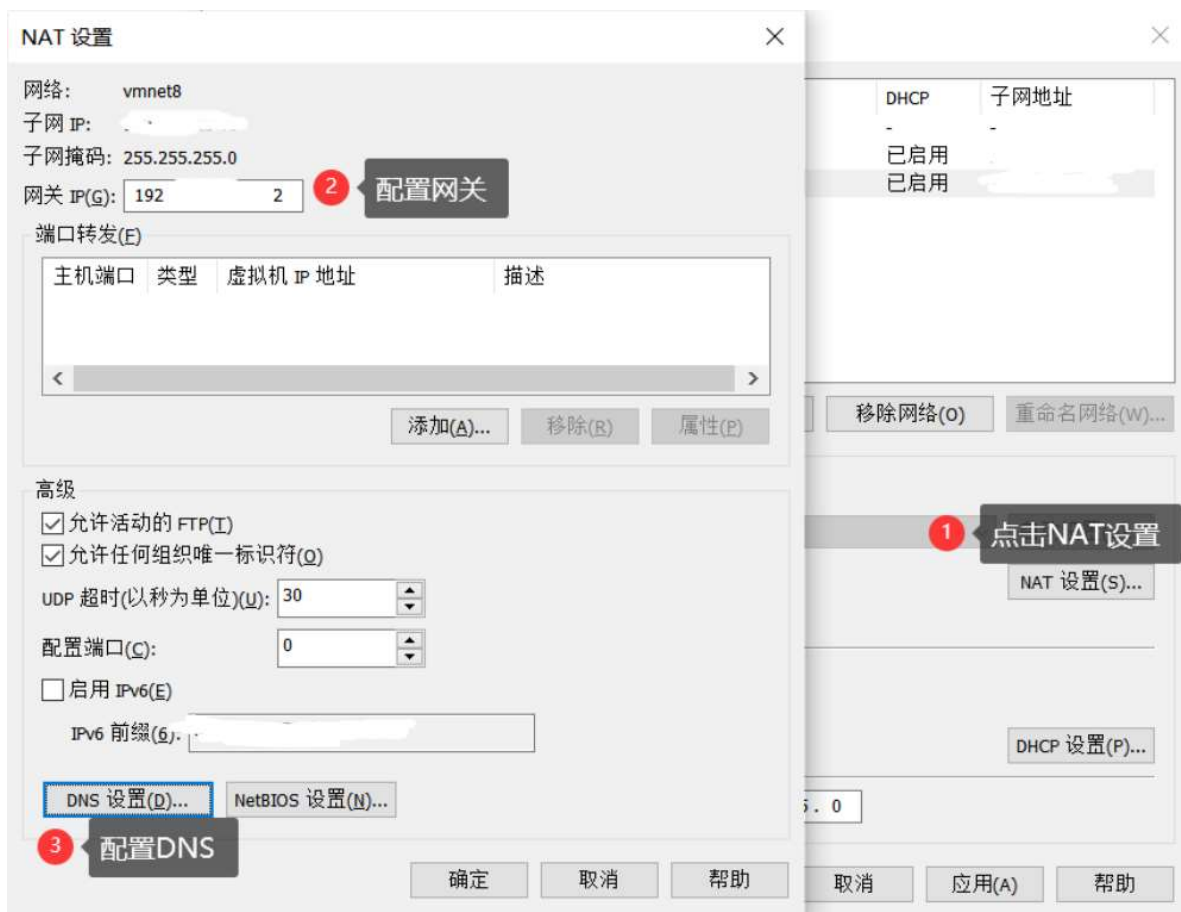 NAT 设置
网络: vmnet8
子网 IP:
子网掩码: 255.255.255.0
网关 IP(G): 192 2
2 配置网关
端口转发(F)
主机端口 类型 虚拟机 IP 地址 描述
添加(A)... 移除(R) 属性(P)
高级
允许活动的 FTP(T)
允许任何组织唯一标识符(O)
UDP 超时(以秒为单位)(U): 30
配置端口(C): 0
启用 IPv6(E)
IPv6 前缀(6):
DNS 设置(D)... NetBIOS 设置(N)...
3 配置DNS
确定 取消 帮助
DHCP 子网地址
- -
已启用
已启用
移除网络(O) 重命名网络(W)...
1 点击NAT设置
NAT 设置(S)...
DHCP 设置(P)...
. 0
取消 应用(A) 帮助